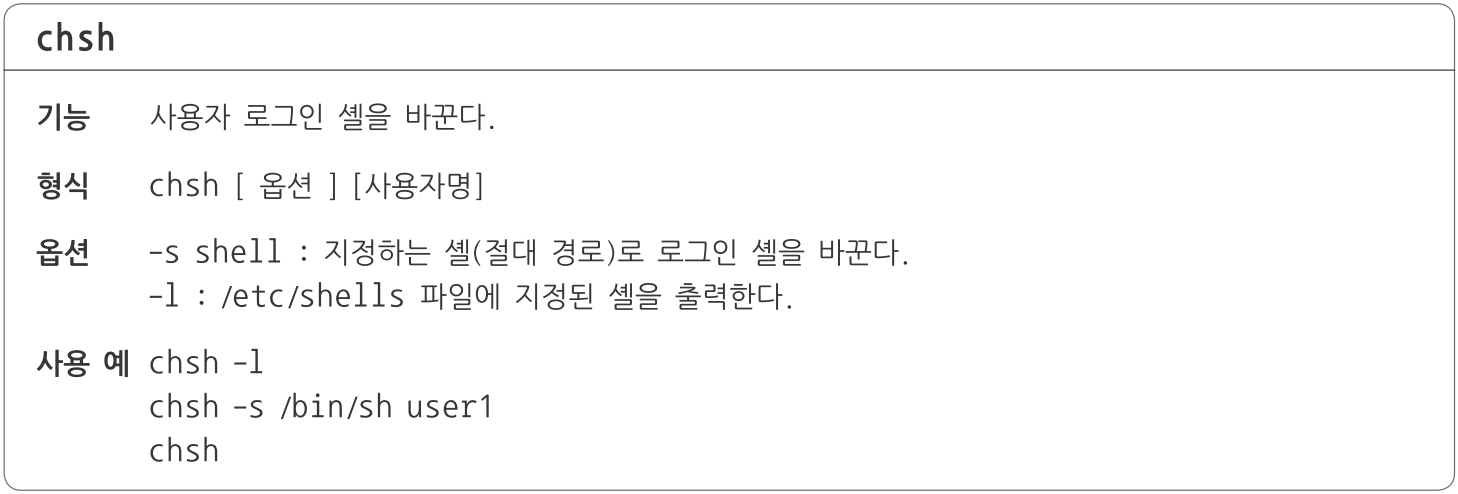 chsh
기능 사용자 로그인 셸을 바꾼다.
형식 chsh [ 옵션 ] [사용자명]
옵션 -s shell : 지정하는 셸(절대 경로)로 로그인 셸을 바꾼다.
-l : /etc/shells 파일에 지정된 셸을 출력한다.
사용 예 chsh -l
chsh -s /bin/sh user1
chsh